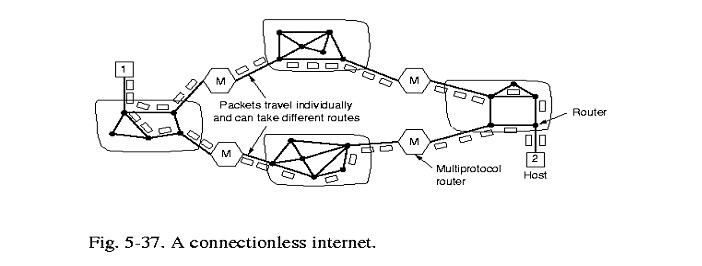 1
M
M
Packets travel individually
and can take different routes
Router
M
M
Multiprotocol
router
2
Host
Fig. 5-37. A connectionless internet.